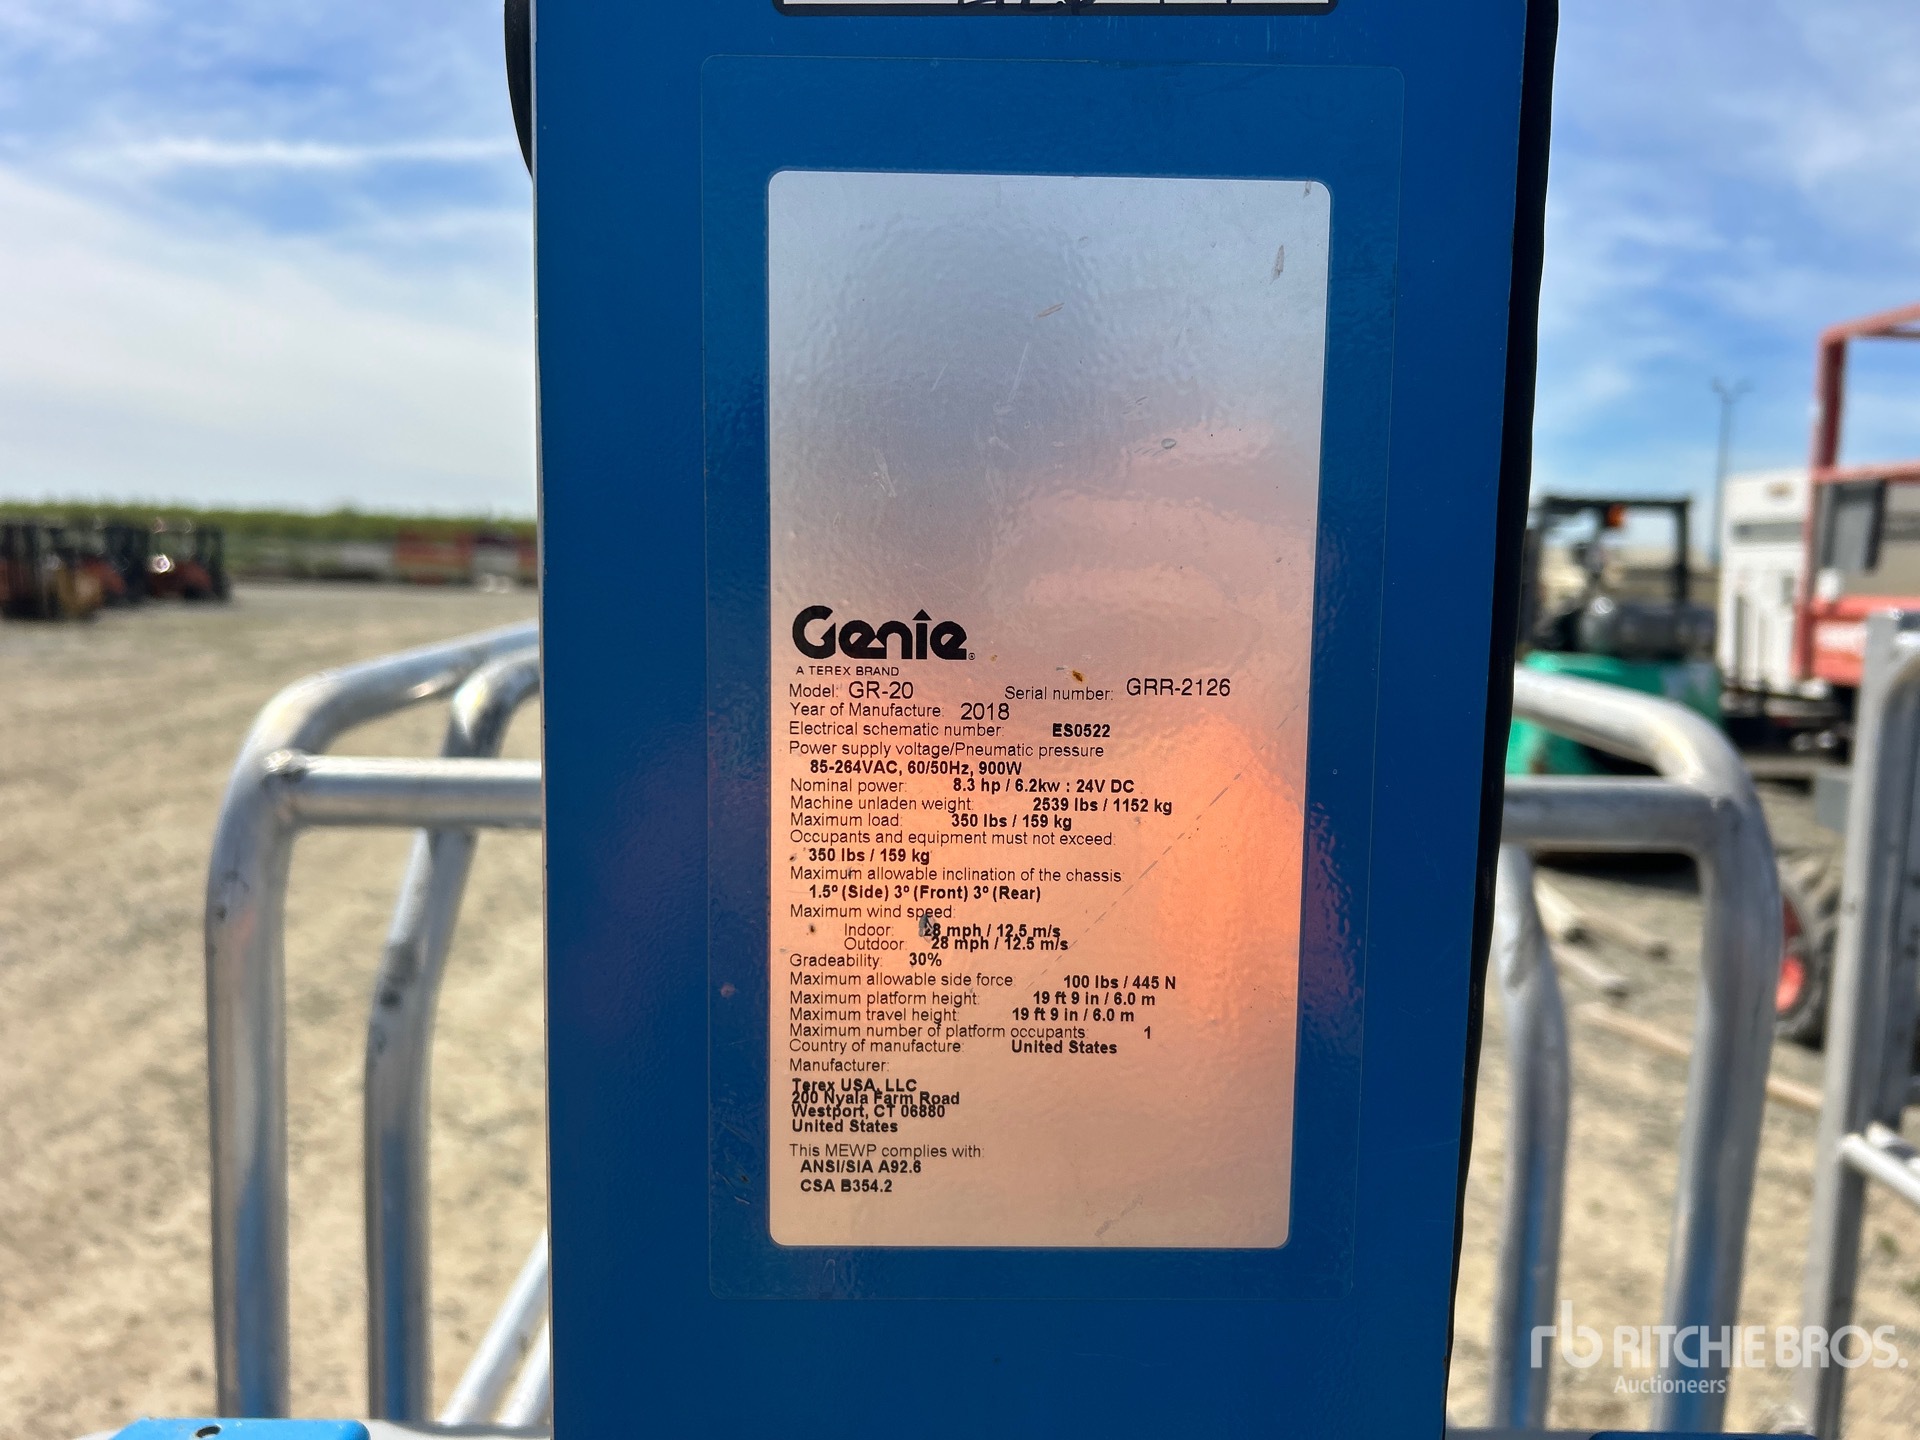 Genie®
A TEREX BRAND
Model: GR-20 Serial number: GRR-2126
Year of Manufacture: 2018
Electrical schematic number: ES0522
Power supply voltage/Pneumatic pressure
85-264VAC, 60/50Hz, 900W
Nominal power: 8.3 hp / 6.2kw : 24V DC
Machine unladen weight: 2539 lbs / 1152 kg
Maximum load: 350 lbs / 159 kg
Occupants and equipment must not exceed:
350 lbs / 159 kg
Maximum allowable inclination of the chassis:
1.5º (Side) 3º (Front) 3º (Rear)
Maximum wind speed:
Indoor: 28 mph / 12.5 m/s
Outdoor: 28 mph / 12.5 m/s
Gradeability: 30%
Maximum allowable side force: 100 lbs / 445 N
Maximum platform height: 19 ft 9 in / 6.0 m
Maximum travel height: 19 ft 9 in / 6.0 m
Maximum number of platform occupants: 1
Country of manufacture: United States
Manufacturer:
Terex USA, LLC
200 Nyala Farm Road
Westport, CT 06880
United States
This MEWP complies with:
ANSI/SIA A92.6
CSA B354.2
rb RITCHIE BROS.
Auctioneers